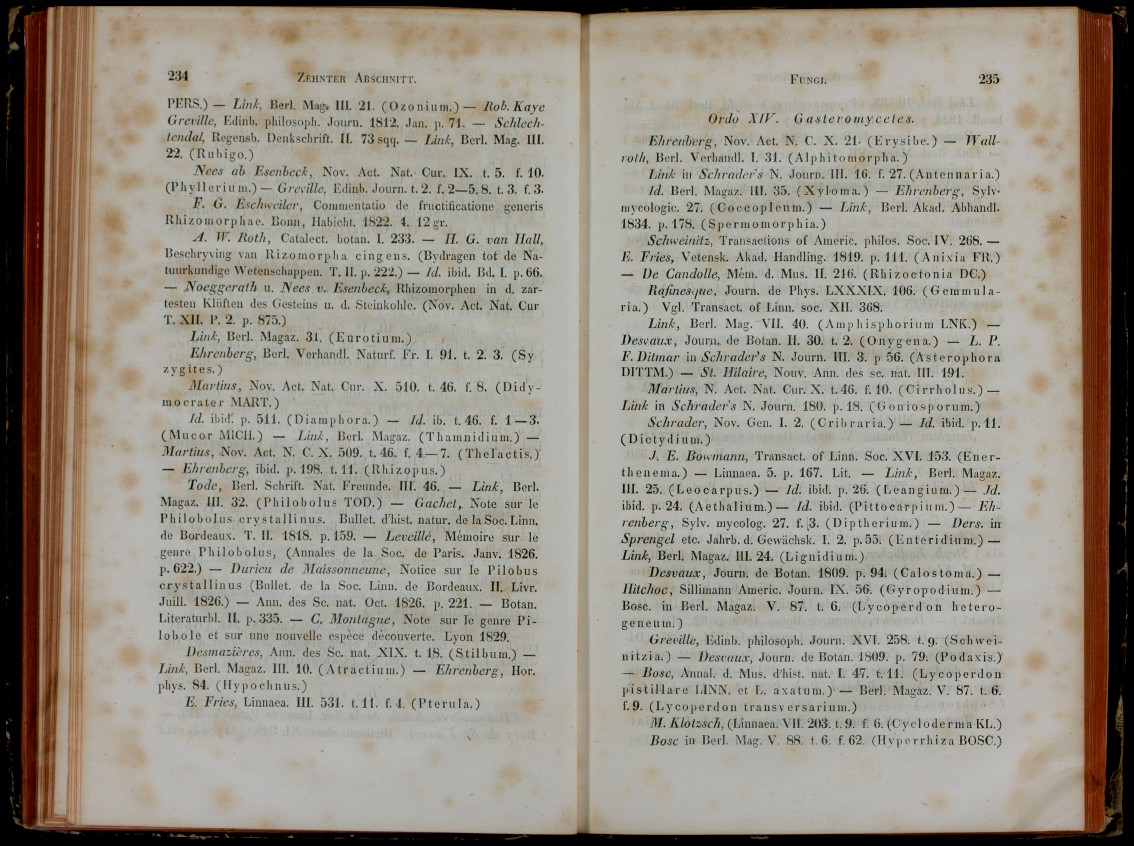 234 ZEHNTER ABSCHNITT.
PERS.) — Link, Berl. Mag. III. 21. (Ozonium.) — Rob. Kaye
Greville, Edinb. philosoph. Journ. 1812. Jan. p. 71. — Schlech-
tendal, Regensb. Denkschrift. II. 73 sqq. — Link, Berl. Mag. III.
22. (Rubigo.)
Nees ab Esenbeck, Nov. Act. Nat. Cur. IX. t. 5. f. 10.
(Phyllerium.) — Greville, Edinb. Journ. t. 2. f. 2—5. 8. t. 3. f. 3.
F. G. Eschweiler, Commentatio de fructificatione generis
Rhizomorphae. Bonn, Habicht. 1822. 4. 12 gr.
A. W. Roth, Catalect. botan. I. 233. — H. G. van Hall,
Beschryving van Rizomorpha cingens. (Bydragen tot de Na-
tuurkundige Wetenschappen. T. II. p. 222.) — Id. ibid. Bd. I. p. 66.
— Noeggerath u. Nees v. Esenbeck, Rhizomorphen in d. zar-
testen Klüften des Gesteins u. d. Steinkohle. (Nov. Act. Nat. Cur
T. XII. P. 2. p. 875.)
Link, Berl. Magaz. 31. (Eurotium.)
Ehrenberg, Berl. Verhandl. Naturf. Fr. I. 91. t. 2. 3. (Sy-
zygites.)
Martius, Nov. Act. Nat. Cur. X. 510. t. 46. f. 8. (Didy-
mocrater MART.)
Id. ibid. p. 511. (Diamphora.) — Id. ib. t. 46. f. 1—3.
(Mucor MICH.) — Link, Berl. Magaz. (Thamnidium.) —
Martius, Nov. Act. N. C. X. 509. t. 46. f. 4—7. (Thelactis.)
— Ehrenberg, ibid. p. 198. t. 11. (Rhizopus.)
Tode, Berl. Schrift. Nat. Freunde. III. 46. — Link, Berl.
Magaz. III. 32. (Philobolus TOD.) — Gachet, Note sur le
Philobolus crystallinus. Bullet. d'hist. natur. de la Soc. Linn.
de Bordeaux. T. II. 1818. p. 159. — Leveillé, Mémoire sur le
genre Philobolus, (Annales de la Soc. de Paris. Janv. 1826.
p. 622.) — Durieu de Maissonneune, Notice sur le Pilobus
crystallinus (Bullet. de la Soc. Linn. de Bordeaux. II. Livr.
Juill. 1826.) — Ann. des Sc. nat. Oct. 1826. p. 221. — Botan.
Literaturbl. II. p. 335. — C. Montagne, Note sur le genre Pi-
lobole et sur une nouvelle espèce découverte. Lyon 1829.
Desmazières, Ann. des Sc. nat. XIX. t. 18. (Stilbum.) —
Link, Berl. Magaz. III. 10. (Atractium.) — Ehrenberg, Hor.
phys. 84. (Hypochnus.)
E. Fries, Linnaea. III. 531. t. 11. f. 4. (Pterula.)
FUNGI. 235
Ordo XIV. Gasteromycetes.
Ehrenberg, Nov. Act. N. C. X. 21. (Erysibe.) — Wall-
roth, Berl. Verhandl. I. 31. (Alphitomorpha.)
Link in Schrader's N. Journ. III. 16. f. 27. (Antennaria.)
Id. Berl. Magaz. III. 35. (Xyloma.) — Ehrenberg, Sylv.
mycologic. 27. (Coccopleum.) — Link, Berl. Akad. Abhandl.
1834. p. 178. (Spermomorphia.)
Schweinitz, Transactions of Americ. philos. Soc. IV. 268. —
E. Fries, Vetensk. Akad. Handling. 1819. p. 111. (Anixia FR.)
— De Candolle, Mém. d. Mus. II. 216. (Rhizoctonia DC.)
Rafinesque, Journ. de Phys. LXXXIX. 106. (Gemmula-
ria.) Vgl. Transact. of Linn. soc. XII. 368.
Link, Berl. Mag. VII. 40. (Amphisphorium LNK.) —
Desvaux, Journ. de Botan. II. 30. t. 2. (Onygena.) — L. P.
F. Ditmar in Schrader's N. Journ. III. 3. p 56. (Asterophora
DITTM.) — St. Hilaire, Nouv. Ann. des sc. nat. III. 191.
Martius, N. Act. Nat. Cur. X. t. 46. f. 10. (Cirrholus.) —
Link in Schrader's N. Journ. 180. p. 18. (Goniosporum.)
Schrader, Nov. Gen. I. 2. (Cribraria.) — Id. ibid. p. 11.
(Dictydium.)
J. E. Bowmann, Transact. of Linn. Soc. XVI. 153. (Ener-
thenema.) — Linnaea. 5. p. 167. Lit. — Link, Berl. Magaz.
III. 25. (Leocarpus.) — Id. ibid. p. 26. (Leangium.) — Id.
ibid. p. 24. (Aethalium.) — Id. ibid. (Pittocarpium.) — Eh-
renberg, Sylv. mycolog. 27. f. 3. (Diptherium.) — Ders. in
Sprengel etc. Jahrb. d. Gewächsk. I. 2. p. 55. (Enteridium.) —
Link, Berl. Magaz. III. 24. (Lignidium.)
Desvaux, Journ. de Botan. 1809. p. 94. (Calostoma.) —
Hitchoc, Sillimann Americ. Journ. IX. 56. (Gyropodium.) —
Bosc. in Berl. Magaz. V. 87. t. 6. (Lycoperdon hetero-
geneum.)
Greville, Edinb. philosoph. Journ. XVI. 258. t. 9. (Schwei-
nitzia.) — Desvaux, Journ. de Botan. 1809. p. 79. (Podaxis.)
— Bosc, Annal. d. Mus. d'hist. nat. I. 47. t. 11. (Lycoperdon
pistillare LINN. et L. axatum.) — Berl. Magaz. V. 87. t. 6.
f. 9. (Lycoperdon transversarium.)
M. Klotzsch, (Linnaea. VII. 203. t. 9. f. 6. (Cycloderma KL.)
Bosc in Berl. Mag. V. 88. t. 6. f. 62. (Hyperrhiza BOSC.)